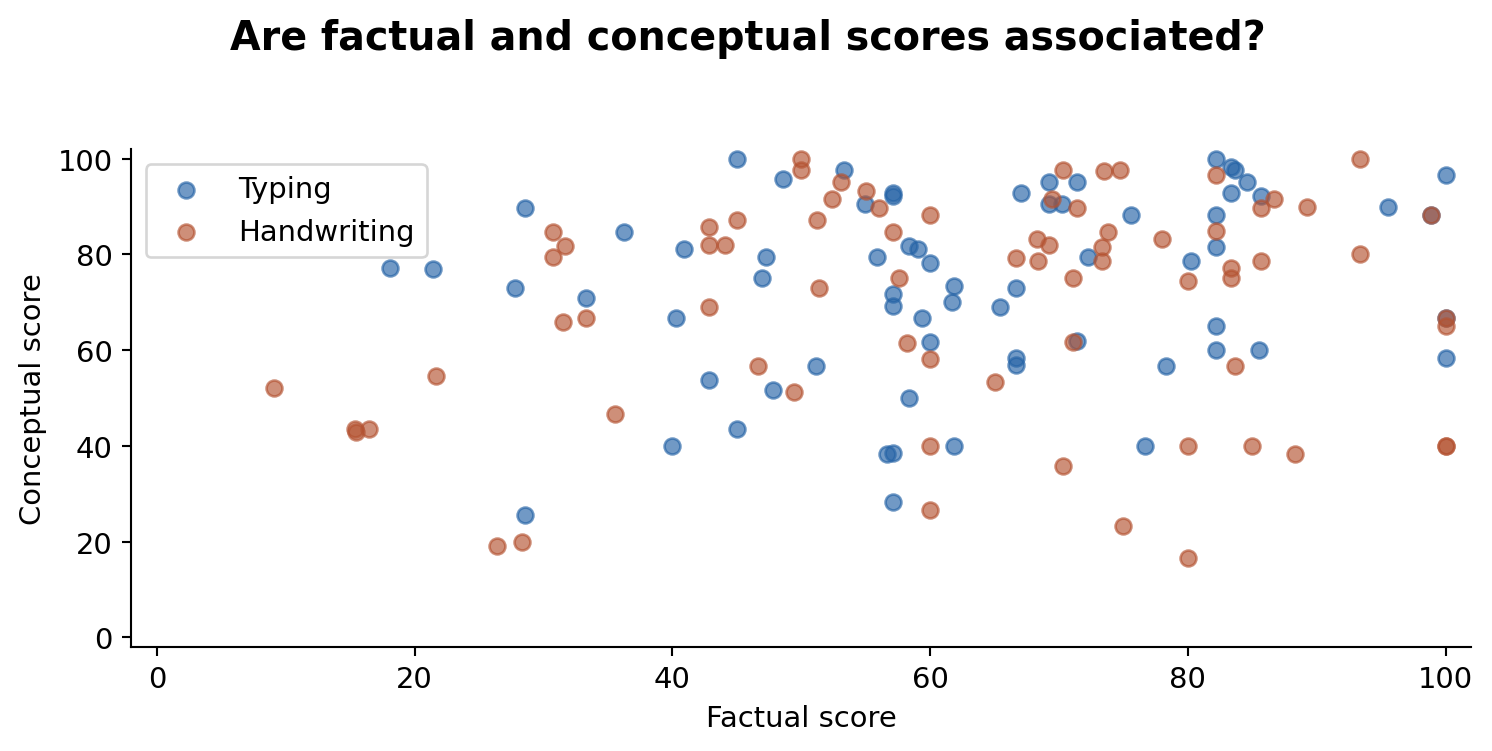 Are factual and conceptual scores associated?
Typing
Handwriting
100
80
60
40
20
0
Conceptual score
0 20 40 60 80 100
Factual score